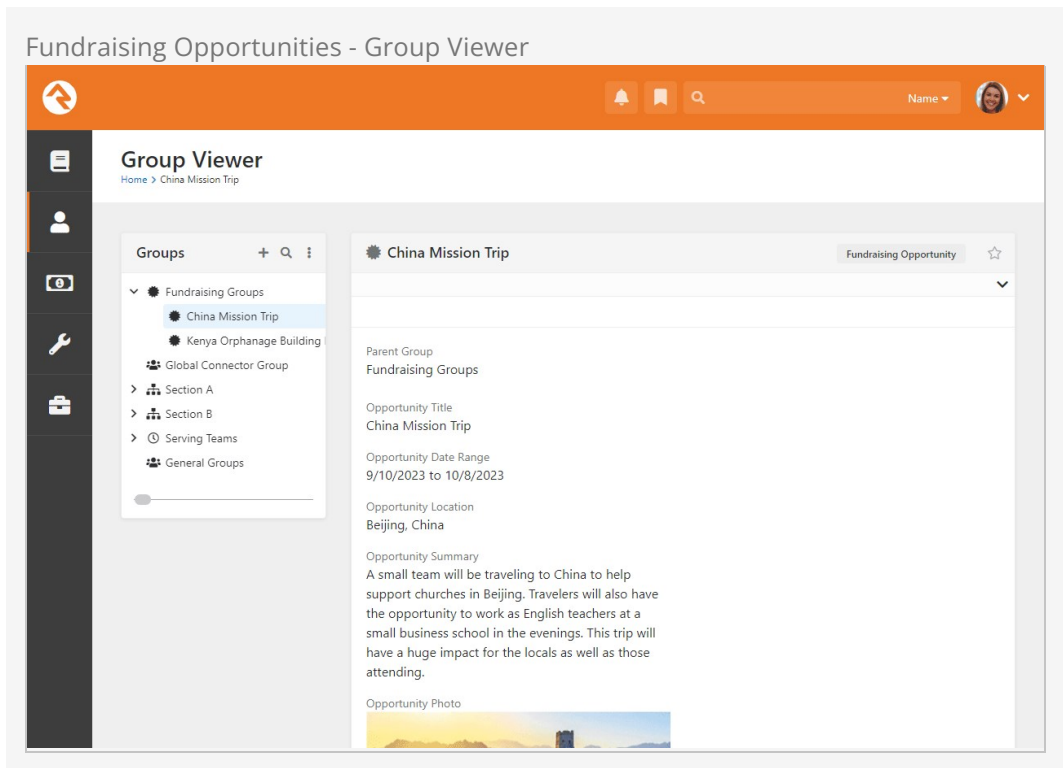 Fundraising Opportunities - Group Viewer
Name
Group Viewer
Home > China Mission Trip
Groups
Fundraising Groups
China Mission Trip
Kenya Orphanage Building
Global Connector Group
Section A
Section B
Serving Teams
General Groups
China Mission Trip
Fundraising Opportunity
Parent Group
Fundraising Groups
Opportunity Title
China Mission Trip
Opportunity Date Range
9/10/2023 to 10/8/2023
Opportunity Location
Beijing, China
Opportunity Summary
A small team will be traveling to China to help
support churches in Beijing. Travelers will also have
the opportunity to work as English teachers at a
small business school in the evenings. This trip will
have a huge impact for the locals as well as those
attending.
Opportunity Photo